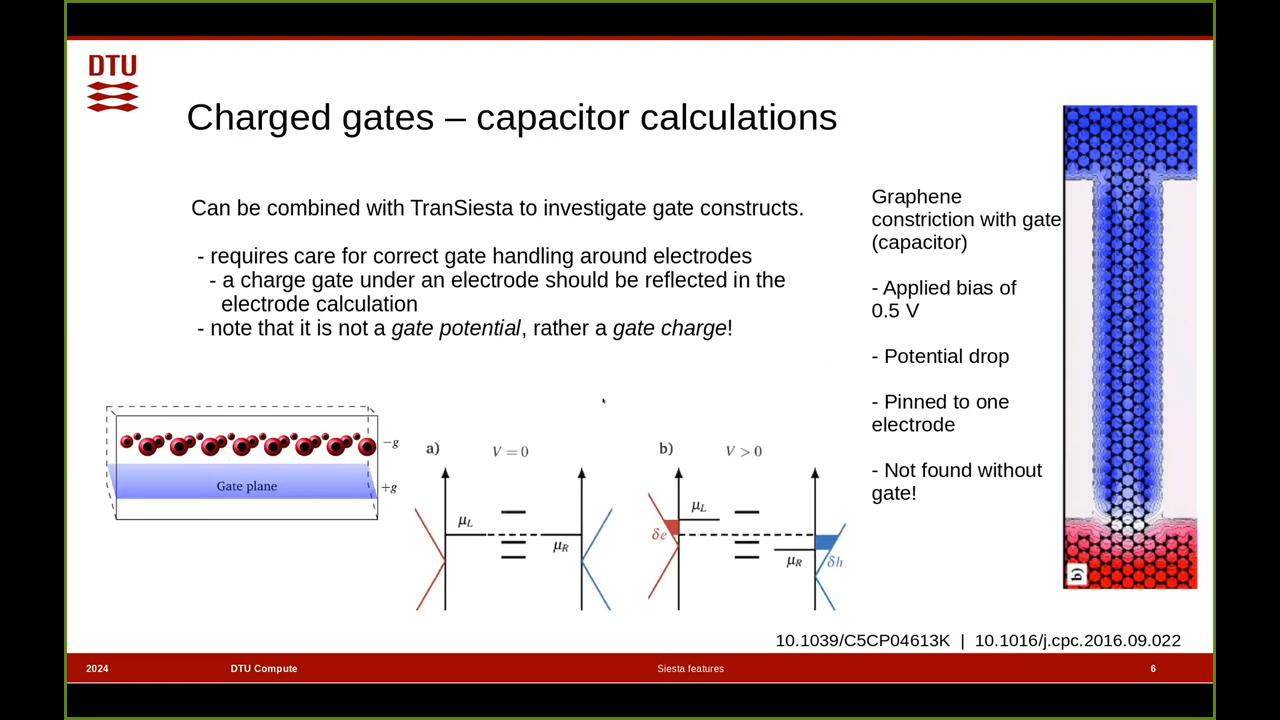 DTU
Charged gates – capacitor calculations
Can be combined with TranSiesta to investigate gate constructs.
- requires care for correct gate handling around electrodes
- a charge gate under an electrode should be reflected in the
electrode calculation
- note that it is not a gate potential, rather a gate charge!
Graphene
constriction with gate
(capacitor)
- Applied bias of
0.5 V
- Potential drop
- Pinned to one
electrode
- Not found without
gate!
−g
Gate plane
+g
a)
V = 0
μL
μR
b)
V > 0
μL
δe
μR
δh
b)
10.1039/C5CP04613K | 10.1016/j.cpc.2016.09.022
2024
DTU Compute
Siesta features
6